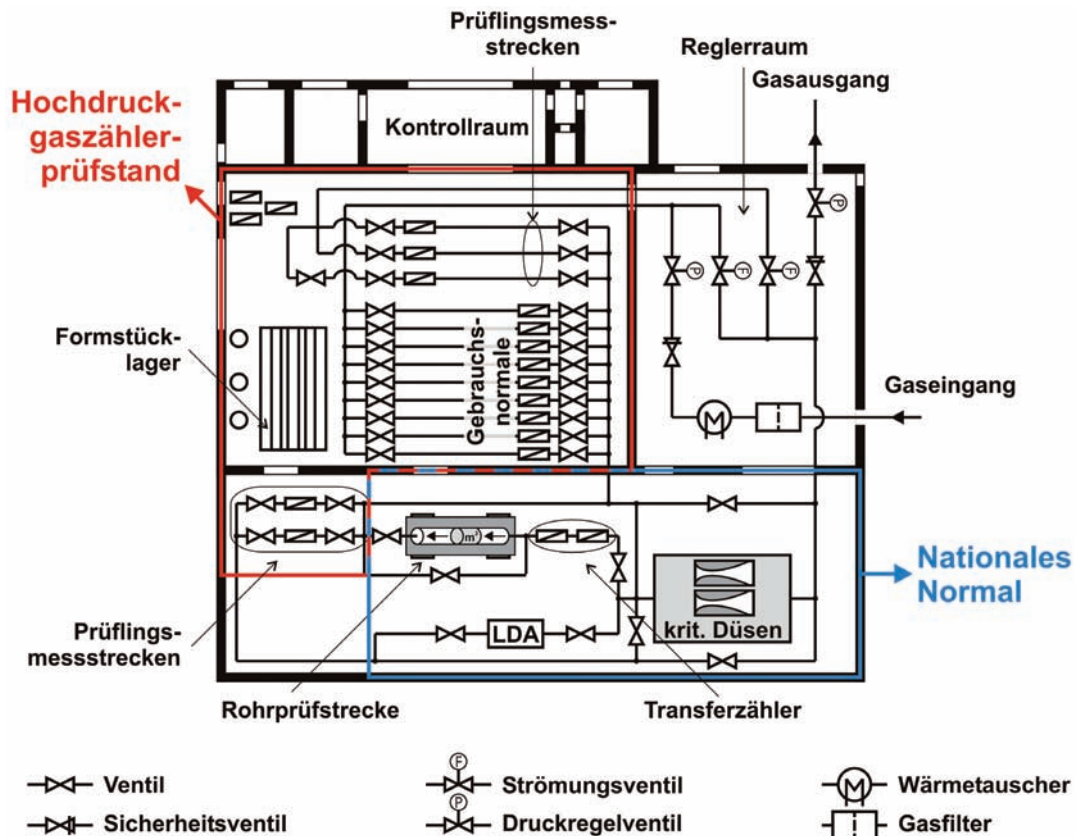 Prüflingsmess-
strecken
Reglerraum
Gasausgang
Hochdruck-
gaszähler-
prüfstand
Kontrollraum
P
P
F
F
Formstück-
lager
Gebrauchs-
normale
Gaseingang
M
m³
Nationales
Normal
LDA
krit. Düsen
Prüflings-
messstrecken
Rohrprüfstrecke
Transferzähler
Ventil
F
Strömungsventil
M
Wärmetauscher
Sicherheitsventil
P
Druckregelventil
Gasfilter